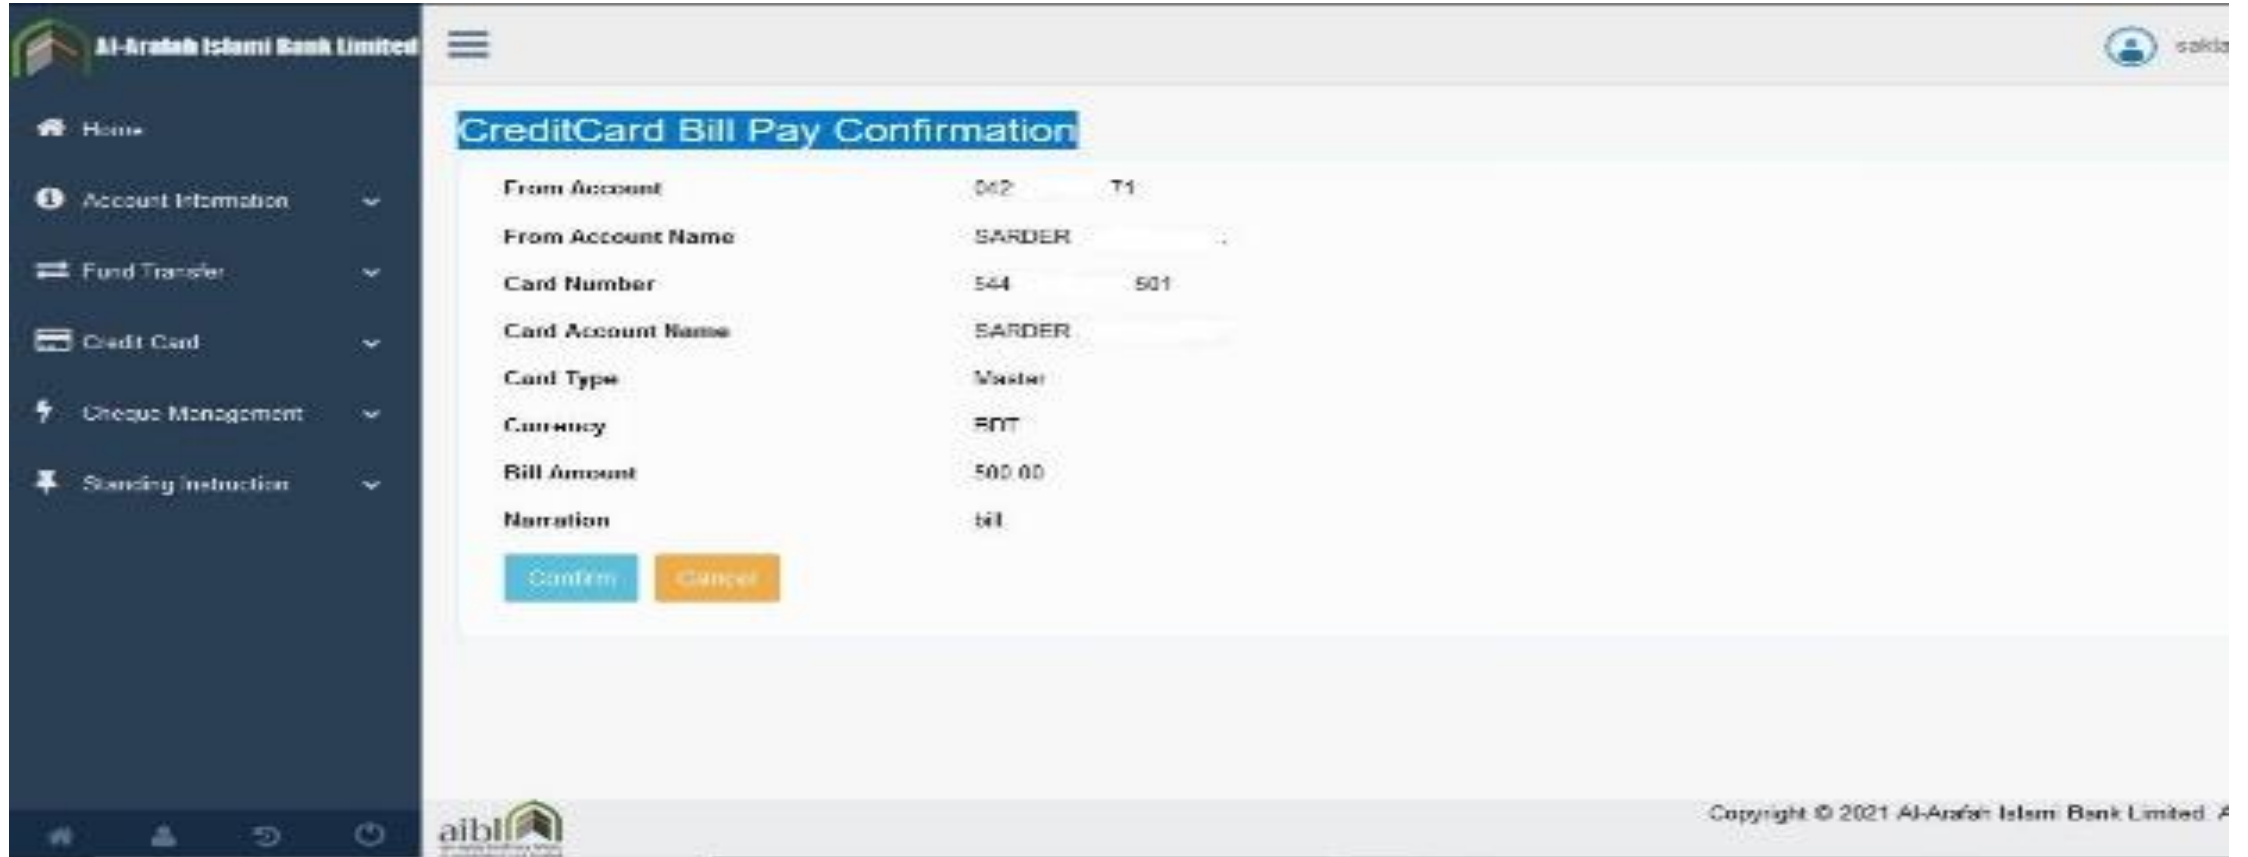 Al-Arafah Islami Bank Limited
Home
Account Information
Fund Transfer
Credit Card
Cheque Management
Standing Instruction
sakla
CreditCard Bill Pay Confirmation
From Account 042 71
From Account Name SARDER
Card Number 544 501
Card Account Name SARDER
Card Type Master
Currency BDT
Bill Amount 500.00
Narration bill
Confirm Cancel
aibl
Copyright © 2021 Al-Arafah Islami Bank Limited. A